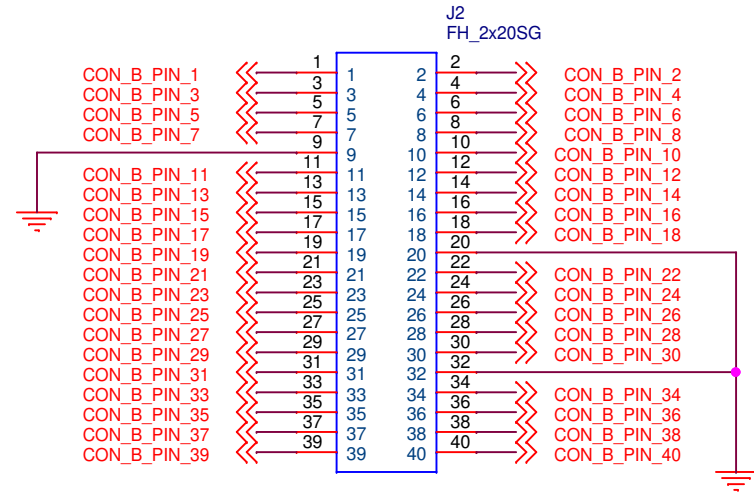 J2
FH_2x20SG
CON_B_PIN_1 1 1 2 2 CON_B_PIN_2
CON_B_PIN_3 3 3 4 4 CON_B_PIN_4
CON_B_PIN_5 5 5 6 6 CON_B_PIN_6
CON_B_PIN_7 7 7 8 8 CON_B_PIN_8
9 9 10 10 CON_B_PIN_10
CON_B_PIN_11 11 11 12 12 CON_B_PIN_12
CON_B_PIN_13 13 13 14 14 CON_B_PIN_14
CON_B_PIN_15 15 15 16 16 CON_B_PIN_16
CON_B_PIN_17 17 17 18 18 CON_B_PIN_18
CON_B_PIN_19 19 19 20 20
CON_B_PIN_21 21 21 22 22 CON_B_PIN_22
CON_B_PIN_23 23 23 24 24 CON_B_PIN_24
CON_B_PIN_25 25 25 26 26 CON_B_PIN_26
CON_B_PIN_27 27 27 28 28 CON_B_PIN_28
CON_B_PIN_29 29 29 30 30 CON_B_PIN_30
CON_B_PIN_31 31 31 32 32
CON_B_PIN_33 33 33 34 34 CON_B_PIN_34
CON_B_PIN_35 35 35 36 36 CON_B_PIN_36
CON_B_PIN_37 37 37 38 38 CON_B_PIN_38
CON_B_PIN_39 39 39 40 40 CON_B_PIN_40